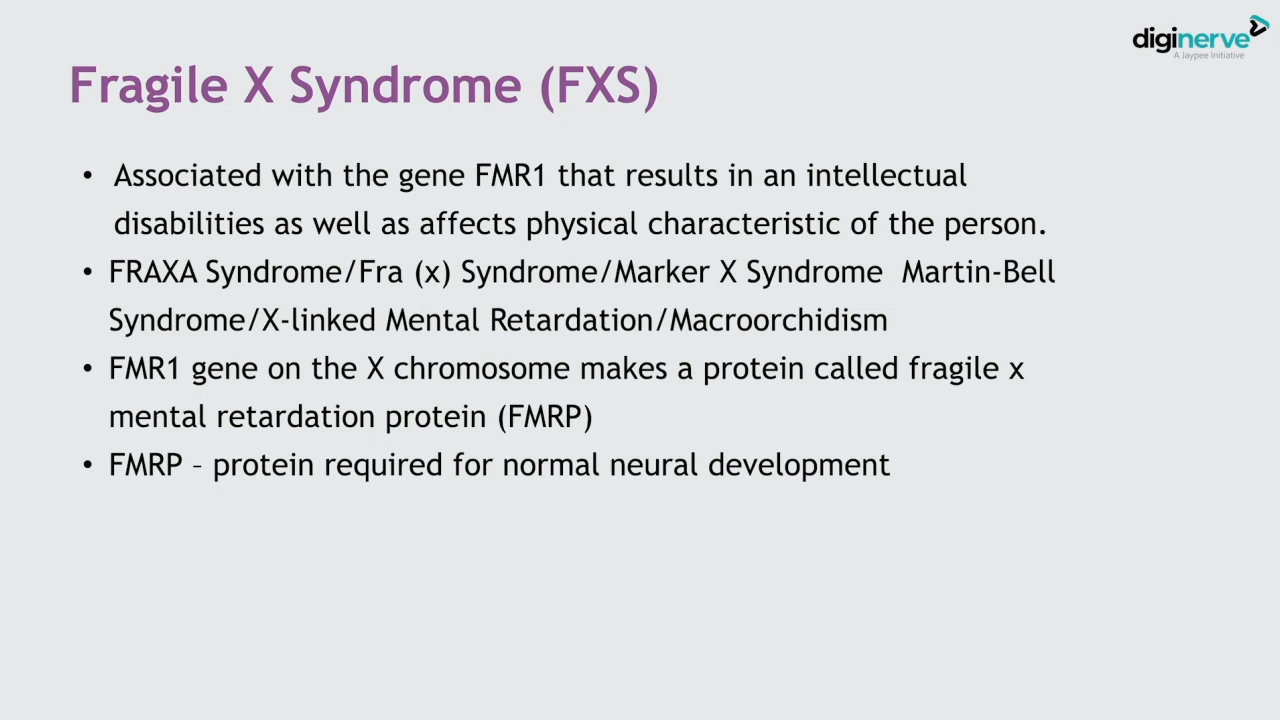 diginerve
A Jaypee Initiative
Fragile X Syndrome (FXS)
• Associated with the gene FMR1 that results in an intellectual
disabilities as well as affects physical characteristic of the person.
• FRAXA Syndrome/Fra (x) Syndrome/Marker X Syndrome  Martin-Bell
Syndrome/X-linked Mental Retardation/Macroorchidism
• FMR1 gene on the X chromosome makes a protein called fragile x
mental retardation protein (FMRP)
• FMRP – protein required for normal neural development